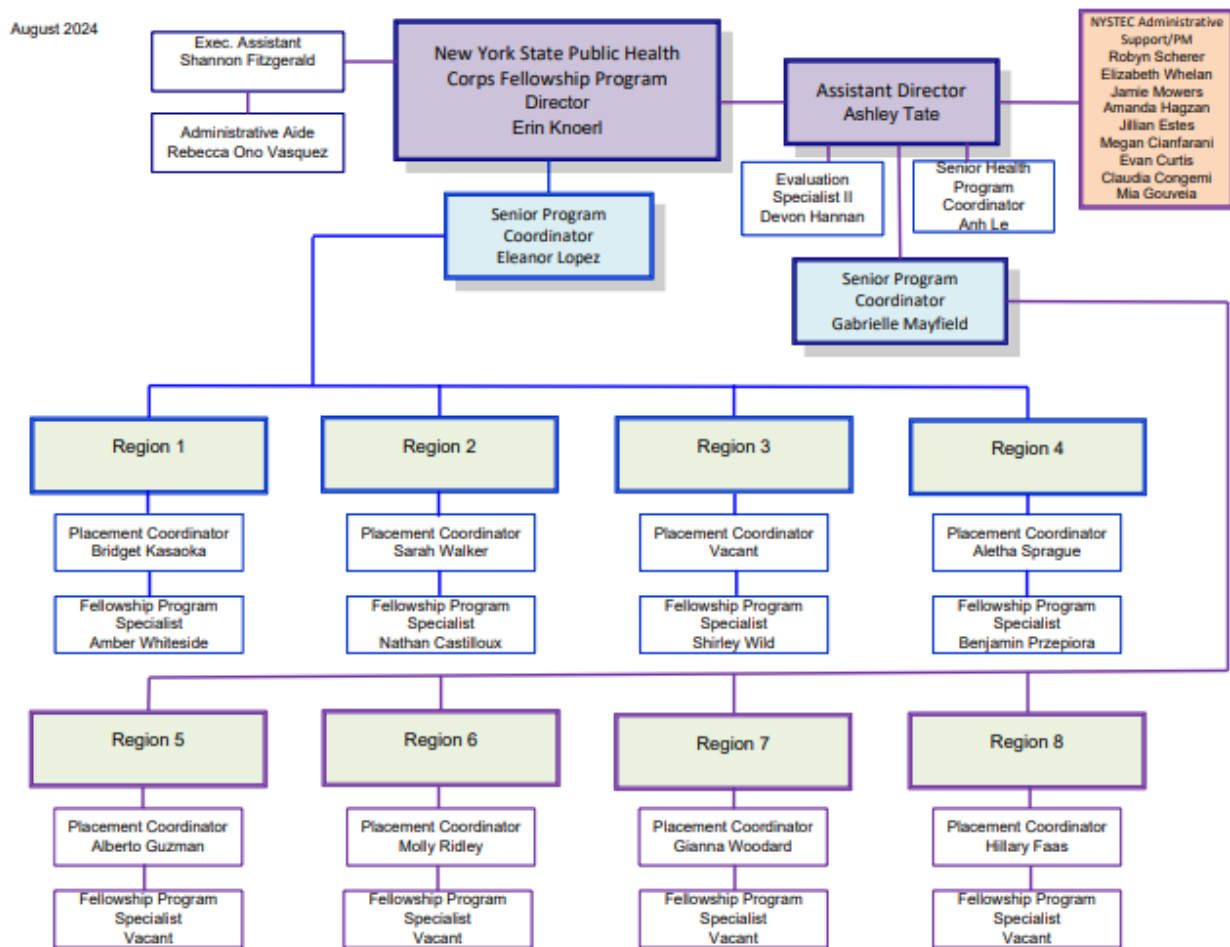 August 2024
Exec. Assistant
Shannon Fitzgerald
Administrative Aide
Rebecca Ono Vasquez
New York State Public Health
Corps Fellowship Program
Director
Erin Knoerl
Assistant Director
Ashley Tate
NYSTEC Administrative
Support/PM
Robyn Scherer
Elizabeth Whelan
Jamie Mowers
Amanda Hagzan
Jillian Estes
Megan Cianfarani
Evan Curtis
Claudia Congemi
Mia Gouveia
Evaluation
Specialist II
Devon Hannan
Senior Health
Program
Coordinator
Anh Le
Senior Program
Coordinator
Eleanor Lopez
Senior Program
Coordinator
Gabrielle Mayfield
Region 1
Region 2
Region 3
Region 4
Placement Coordinator
Bridget Kasaoka
Placement Coordinator
Sarah Walker
Placement Coordinator
Vacant
Placement Coordinator
Aletha Sprague
Fellowship Program
Specialist
Amber Whiteside
Fellowship Program
Specialist
Nathan Castilloux
Fellowship Program
Specialist
Shirley Wild
Fellowship Program
Specialist
Benjamin Przepiora
Region 5
Region 6
Region 7
Region 8
Placement Coordinator
Alberto Guzman
Placement Coordinator
Molly Ridley
Placement Coordinator
Gianna Woodard
Placement Coordinator
Hillary Faas
Fellowship Program
Specialist
Vacant
Fellowship Program
Specialist
Vacant
Fellowship Program
Specialist
Vacant
Fellowship Program
Specialist
Vacant